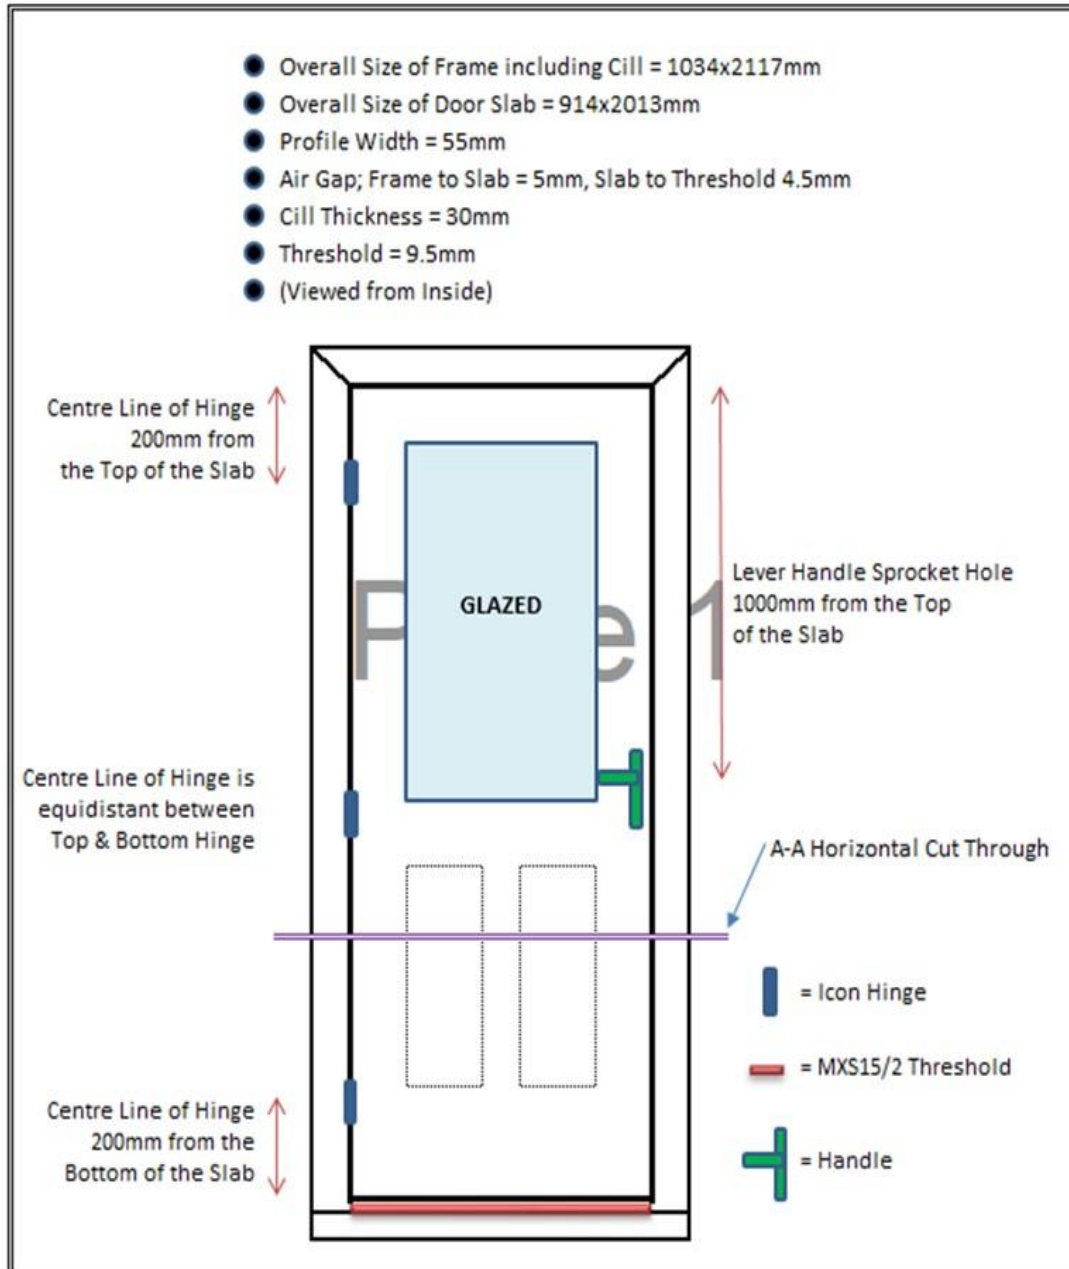 Overall Size of Frame including Cill = 1034x2117mm
Overall Size of Door Slab = 914x2013mm
Profile Width = 55mm
Air Gap; Frame to Slab = 5mm, Slab to Threshold 4.5mm
Cill Thickness = 30mm
Threshold = 9.5mm
(Viewed from Inside)
Centre Line of Hinge
200mm from
the Top of the Slab
GLAZED
Lever Handle Sprocket Hole
1000mm from the Top
of the Slab
Centre Line of Hinge is
equidistant between
Top & Bottom Hinge
A-A Horizontal Cut Through
= Icon Hinge
= MXS15/2 Threshold
Centre Line of Hinge
200mm from the
Bottom of the Slab
= Handle